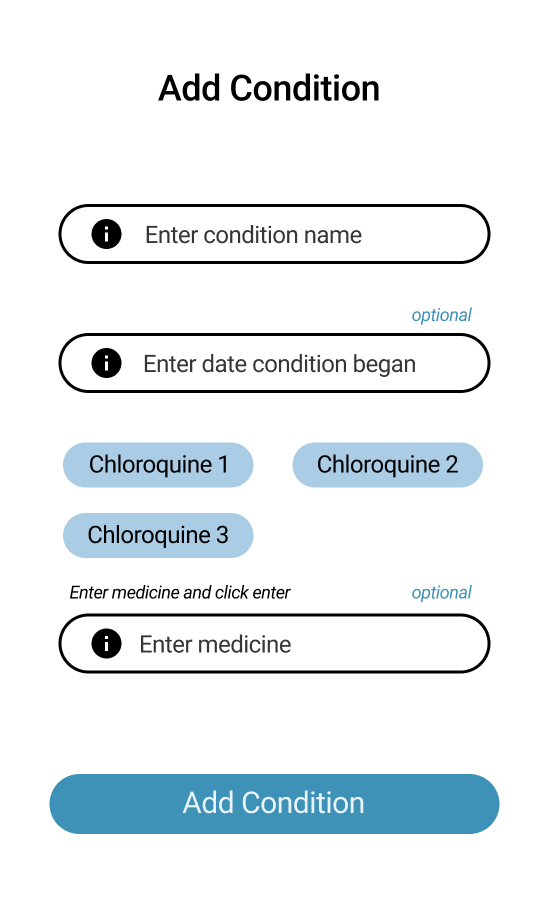 Add Condition
Enter condition name
optional
Enter date condition began
Chloroquine 1 Chloroquine 2
Chloroquine 3
Enter medicine and click enter optional
Enter medicine
Add Condition